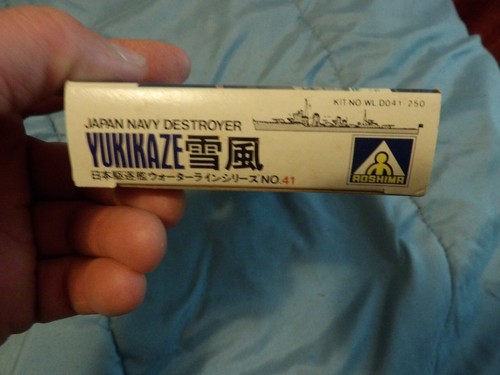 KIT NO WL D041-250
JAPAN NAVY DESTROYER
YUKIKAZE 雪風
日本駆逐艦ウォーターラインシリーズ NO.41
AOSHIMA